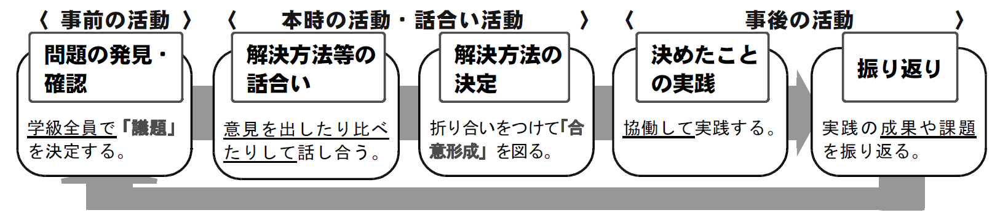 〈 事前の活動 〉
〈 本時の活動・話合い活動 〉
〈 事後の活動 〉
問題の発見・
確認
学級全員で「議題」
を決定する。
解決方法等の
話合い
意見を出したり比べ
たりして話し合う。
解決方法の
決定
折り合いをつけて「合
意形成」を図る。
決めたこと
の実践
協働して実践する。
振り返り
実践の成果や課題
を振り返る。